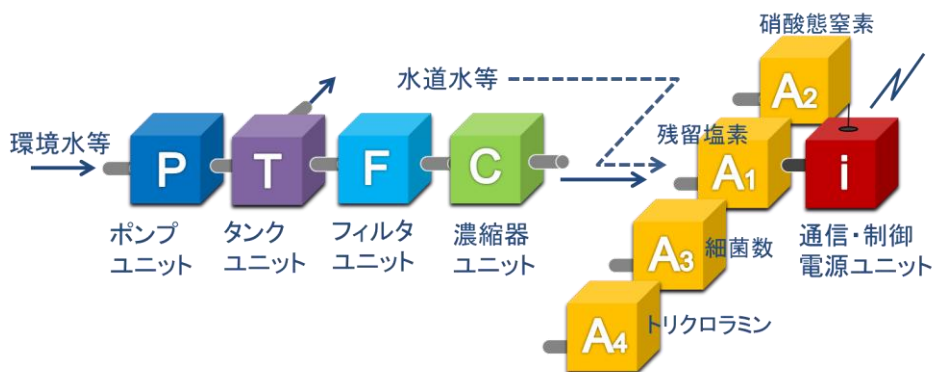 硝酸態窒素
A2
水道水等
残留塩素
環境水等
P
T
F
C
A1
i
ポンプ
ユニット
タンク
ユニット
フィルタ
ユニット
濃縮器
ユニット
A3
細菌数
通信・制御
電源ユニット
A4
トリクロラミン